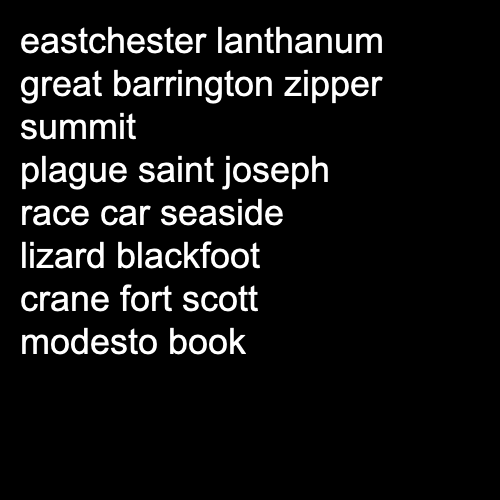 eastchester lanthanum
great barrington zipper
summit
plague saint joseph
race car seaside
lizard blackfoot
crane fort scott
modesto book